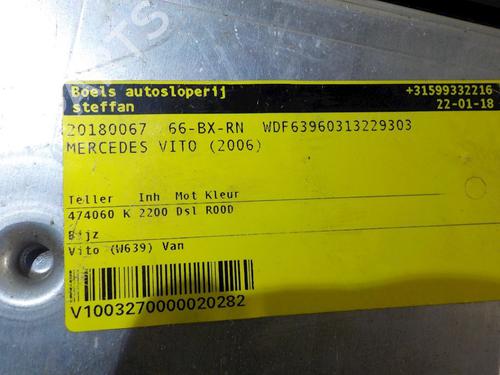 Boels autosloperij +31599332216
steffan 22-01-18
20180067 66-BX-RN WDF63960313229303
MERCEDES VITO (2006)
Teller Inh Mot Kleur
474060 K 2200 Dsl ROOD
Bijz
Vito (W639) Van
V1003270000020282